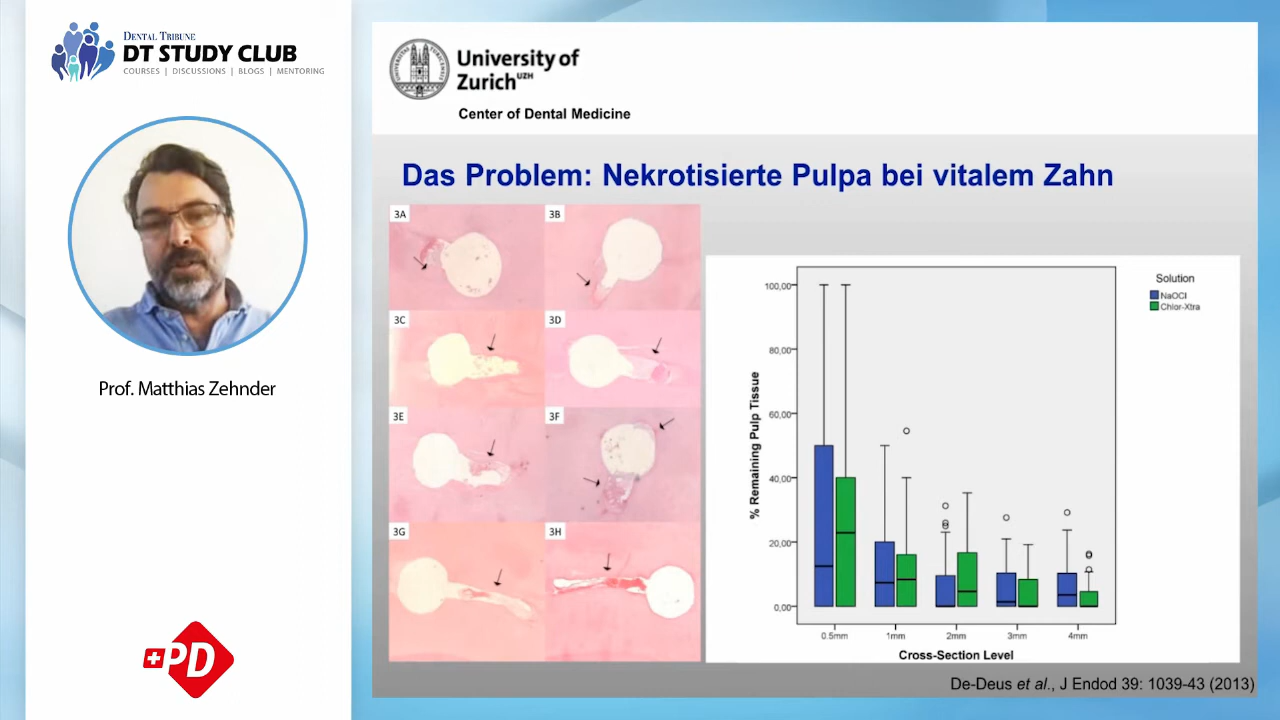 DENTAL TRIBUNE
DT STUDY CLUB
COURSES | DISCUSSIONS | BLOGS | MENTORING
Prof. Matthias Zehnder
PD
University of
Zurich UZH
Center of Dental Medicine
Das Problem: Nekrotisierte Pulpa bei vitalem Zahn
3A
3B
3C
3D
3E
3F
3G
3H
% Remaining Pulp Tissue
100,00
80,00
60,00
40,00
20,00
0,00
0.5mm
1mm
2mm
3mm
4mm
Cross-Section Level
Solution
NaOCl
Chlor-Xtra
De-Deus et al., J Endod 39: 1039-43 (2013)